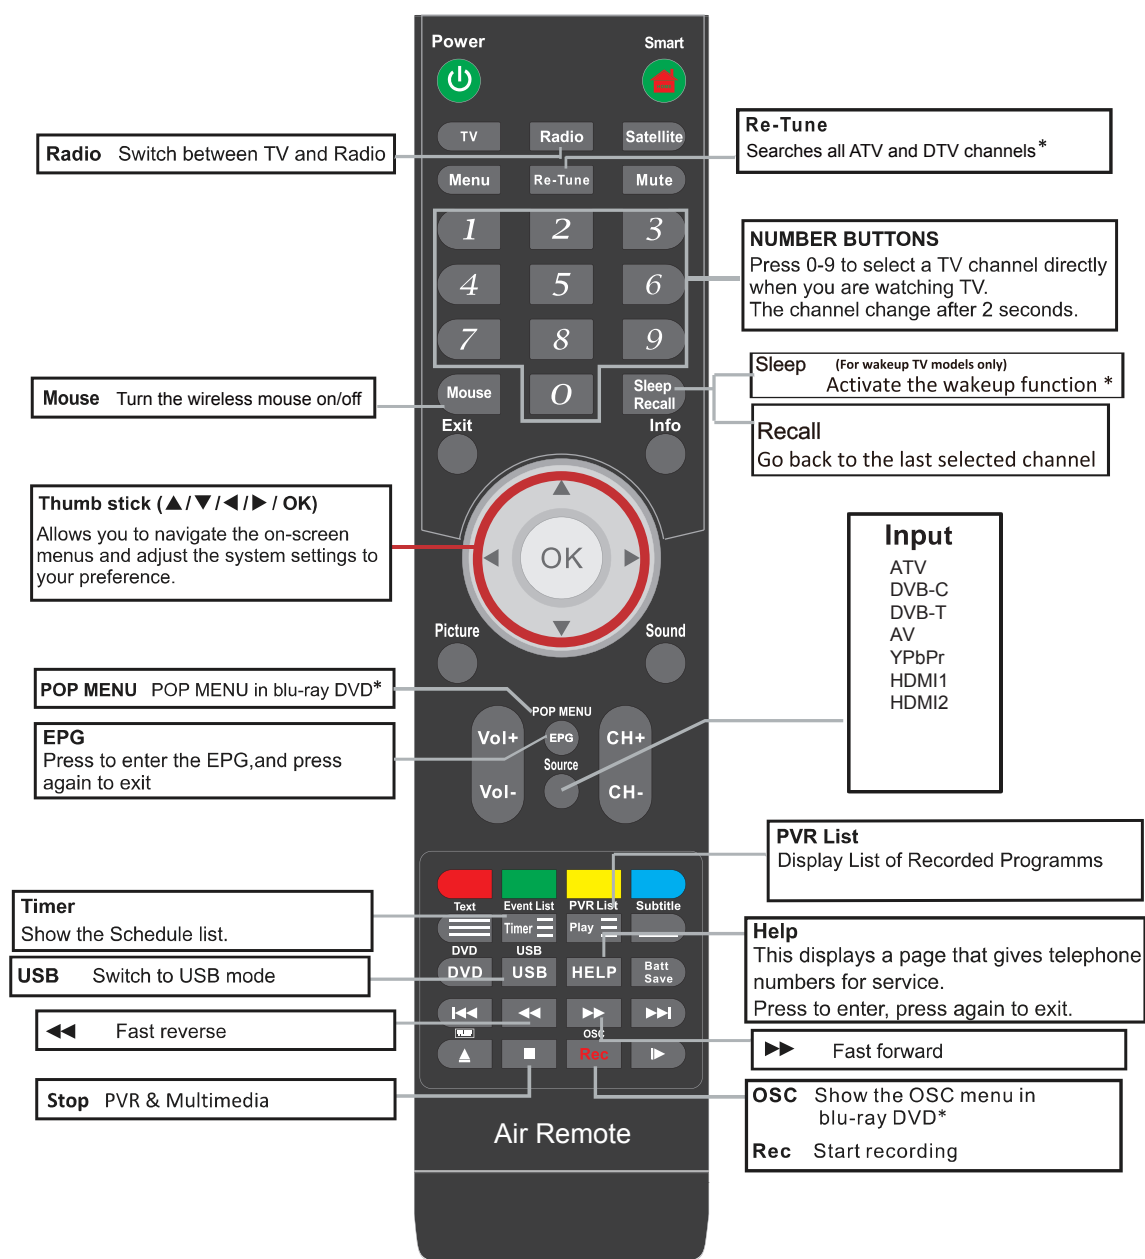 Power
Smart
TV
Radio
Satellite
Menu
Re-Tune
Mute
1
2
3
4
5
6
7
8
9
Mouse
0
Sleep
Recall
Exit
Info
OK
Picture
Sound
POP MENU
Vol+
EPG
CH+
Source
Vol-
CH-
Text
Event List
PVR List
Subtitle
Timer
Play
DVD
USB
DVD
USB
HELP
Batt
Save
OSC
Rec
Air Remote
Radio Switch between TV and Radio
Mouse Turn the wireless mouse on/off
Thumb stick (▲/▼/◀/▶ / OK)
Allows you to navigate the on-screen
menus and adjust the system settings to
your preference.
POP MENU POP MENU in blu-ray DVD*
EPG
Press to enter the EPG,and press
again to exit
Timer
Show the Schedule list.
USB Switch to USB mode
◀◀ Fast reverse
Stop PVR & Multimedia
Re-Tune
Searches all ATV and DTV channels*
NUMBER BUTTONS
Press 0-9 to select a TV channel directly
when you are watching TV.
The channel change after 2 seconds.
Sleep (For wakeup TV models only)
Activate the wakeup function *
Recall
Go back to the last selected channel
Input
ATV
DVB-C
DVB-T
AV
YPbPr
HDMI1
HDMI2
PVR List
Display List of Recorded Programms
Help
This displays a page that gives telephone
numbers for service.
Press to enter, press again to exit.
▶▶ Fast forward
OSC Show the OSC menu in
blu-ray DVD*
Rec Start recording